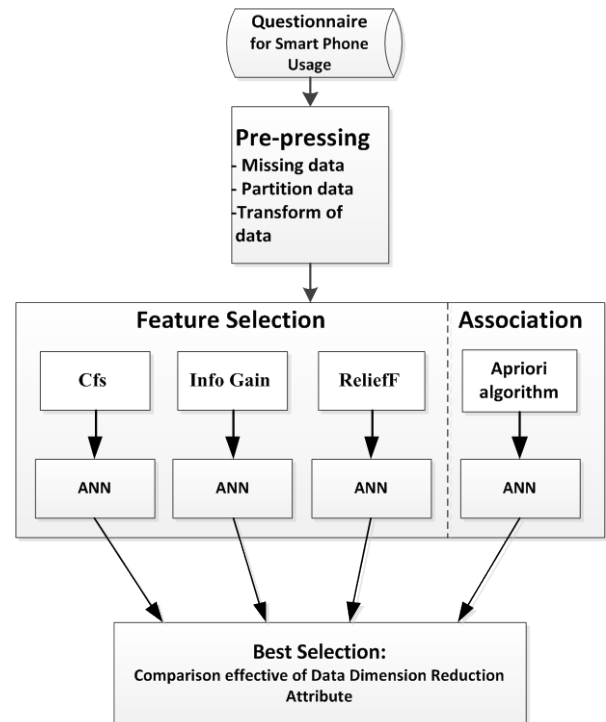 Questionnaire
for Smart Phone
Usage
Pre-pressing
- Missing data
- Partition data
-Transform of
data
Feature Selection
Association
Cfs
Info Gain
ReliefF
Apriori
algorithm
ANN
ANN
ANN
ANN
Best Selection:
Comparison effective of Data Dimension Reduction
Attribute